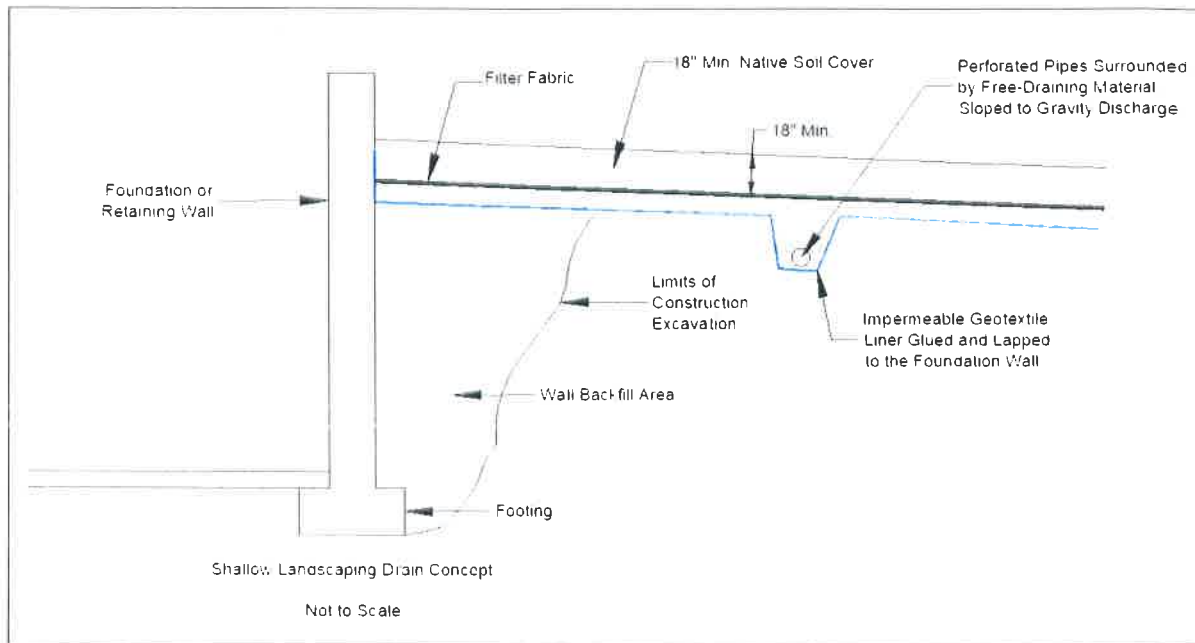 Filter Fabric
18" Min. Native Soil Cover
Perforated Pipes Surrounded
by Free-Draining Material
Sloped to Gravity Discharge
18" Min.
Foundation or
Retaining Wall
Limits of
Construction
Excavation
Impermeable Geotextile
Liner Glued and Lapped
to the Foundation Wall
Wall Backfill Area
Footing
Shallow Landscaping Drain Concept
Not to Scale